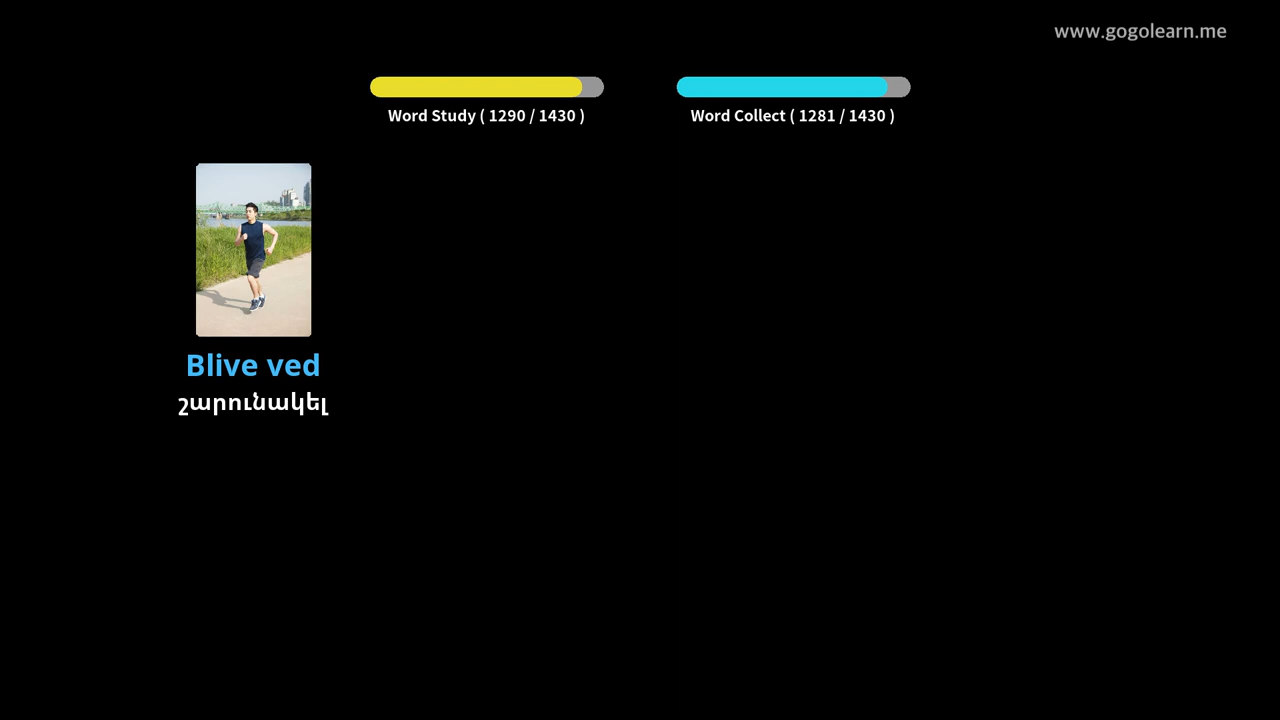 www.gogolearn.me
Word Study ( 1290 / 1430 )
Word Collect ( 1281 / 1430 )
Blive ved
շարունակել